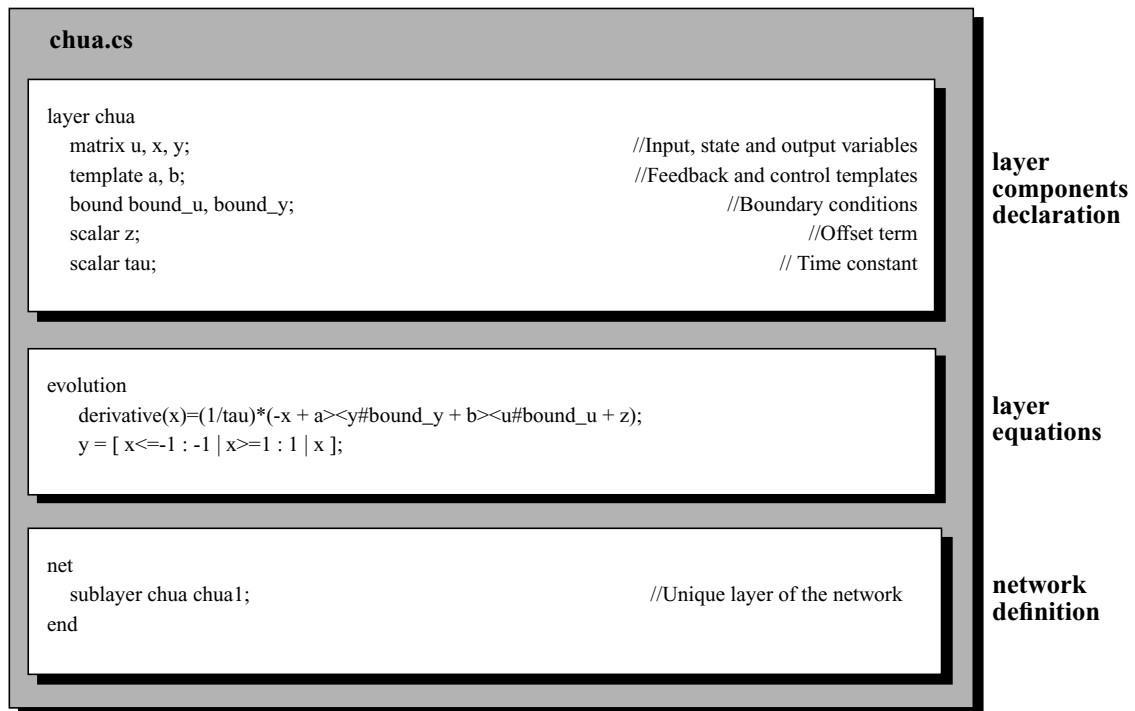 chua.cs
layer chua
matrix u, x, y; //Input, state and output variables
template a, b; //Feedback and control templates
bound bound_u, bound_y; //Boundary conditions
scalar z; //Offset term
scalar tau; // Time constant
layer
components
declaration
evolution
derivative(x)=(1/tau)*(-x + a><y#bound_y + b><u#bound_u + z);
y = [ x<=-1 : -1 | x>=1 : 1 | x ];
layer
equations
net
sublayer chua chua1; //Unique layer of the network
end
network
definition